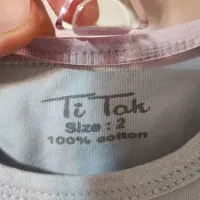 Ti Tak
Size : 2
100% cotton